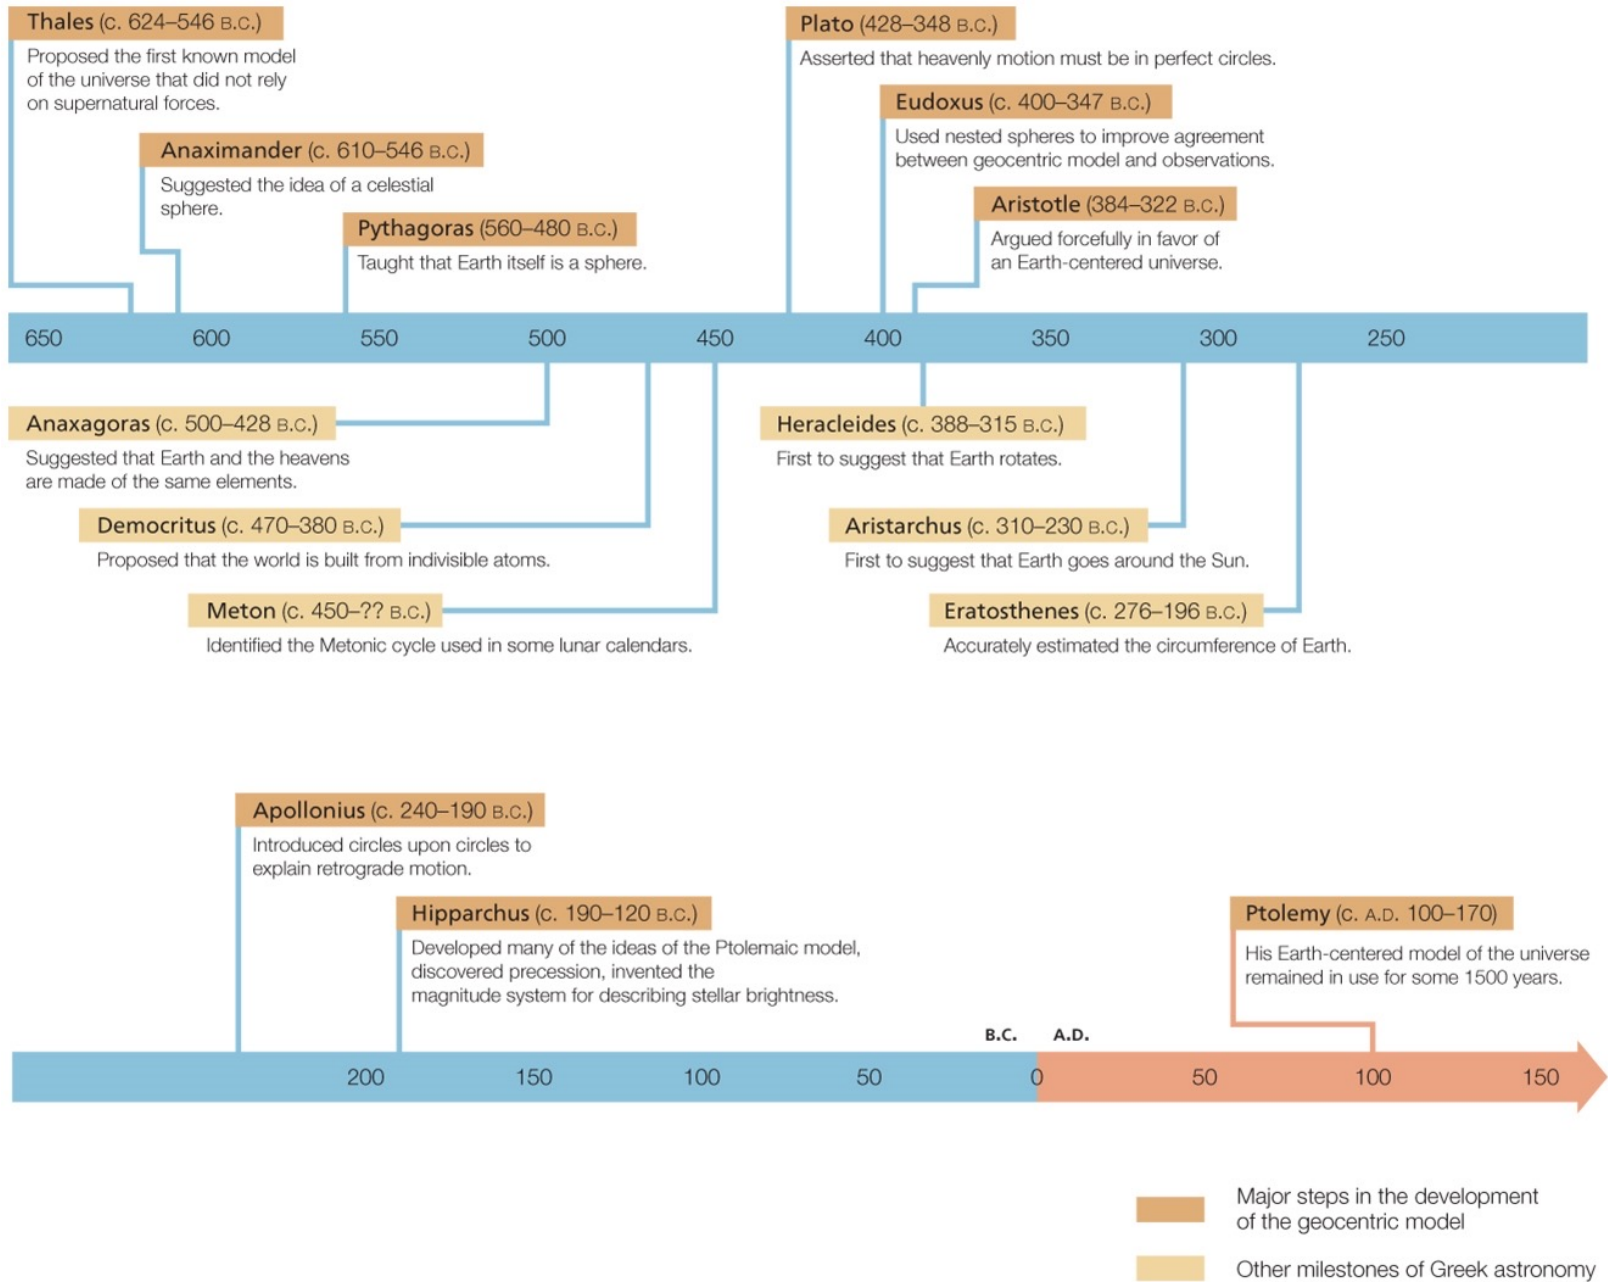 Thales (c. 624–546 B.C.)
Proposed the first known model
of the universe that did not rely
on supernatural forces.
Anaximander (c. 610–546 B.C.)
Suggested the idea of a celestial
sphere.
Pythagoras (560–480 B.C.)
Taught that Earth itself is a sphere.
Plato (428–348 B.C.)
Asserted that heavenly motion must be in perfect circles.
Eudoxus (c. 400–347 B.C.)
Used nested spheres to improve agreement
between geocentric model and observations.
Aristotle (384–322 B.C.)
Argued forcefully in favor of
an Earth-centered universe.
650 600 550 500 450 400 350 300 250
Anaxagoras (c. 500–428 B.C.)
Suggested that Earth and the heavens
are made of the same elements.
Democritus (c. 470–380 B.C.)
Proposed that the world is built from indivisible atoms.
Meton (c. 450–?? B.C.)
Identified the Metonic cycle used in some lunar calendars.
Heracleides (c. 388–315 B.C.)
First to suggest that Earth rotates.
Aristarchus (c. 310–230 B.C.)
First to suggest that Earth goes around the Sun.
Eratosthenes (c. 276–196 B.C.)
Accurately estimated the circumference of Earth.
Apollonius (c. 240–190 B.C.)
Introduced circles upon circles to
explain retrograde motion.
Hipparchus (c. 190–120 B.C.)
Developed many of the ideas of the Ptolemaic model,
discovered precession, invented the
magnitude system for describing stellar brightness.
Ptolemy (c. A.D. 100–170)
His Earth-centered model of the universe
remained in use for some 1500 years.
B.C. A.D.
200 150 100 50 0 50 100 150
Major steps in the development
of the geocentric model
Other milestones of Greek astronomy